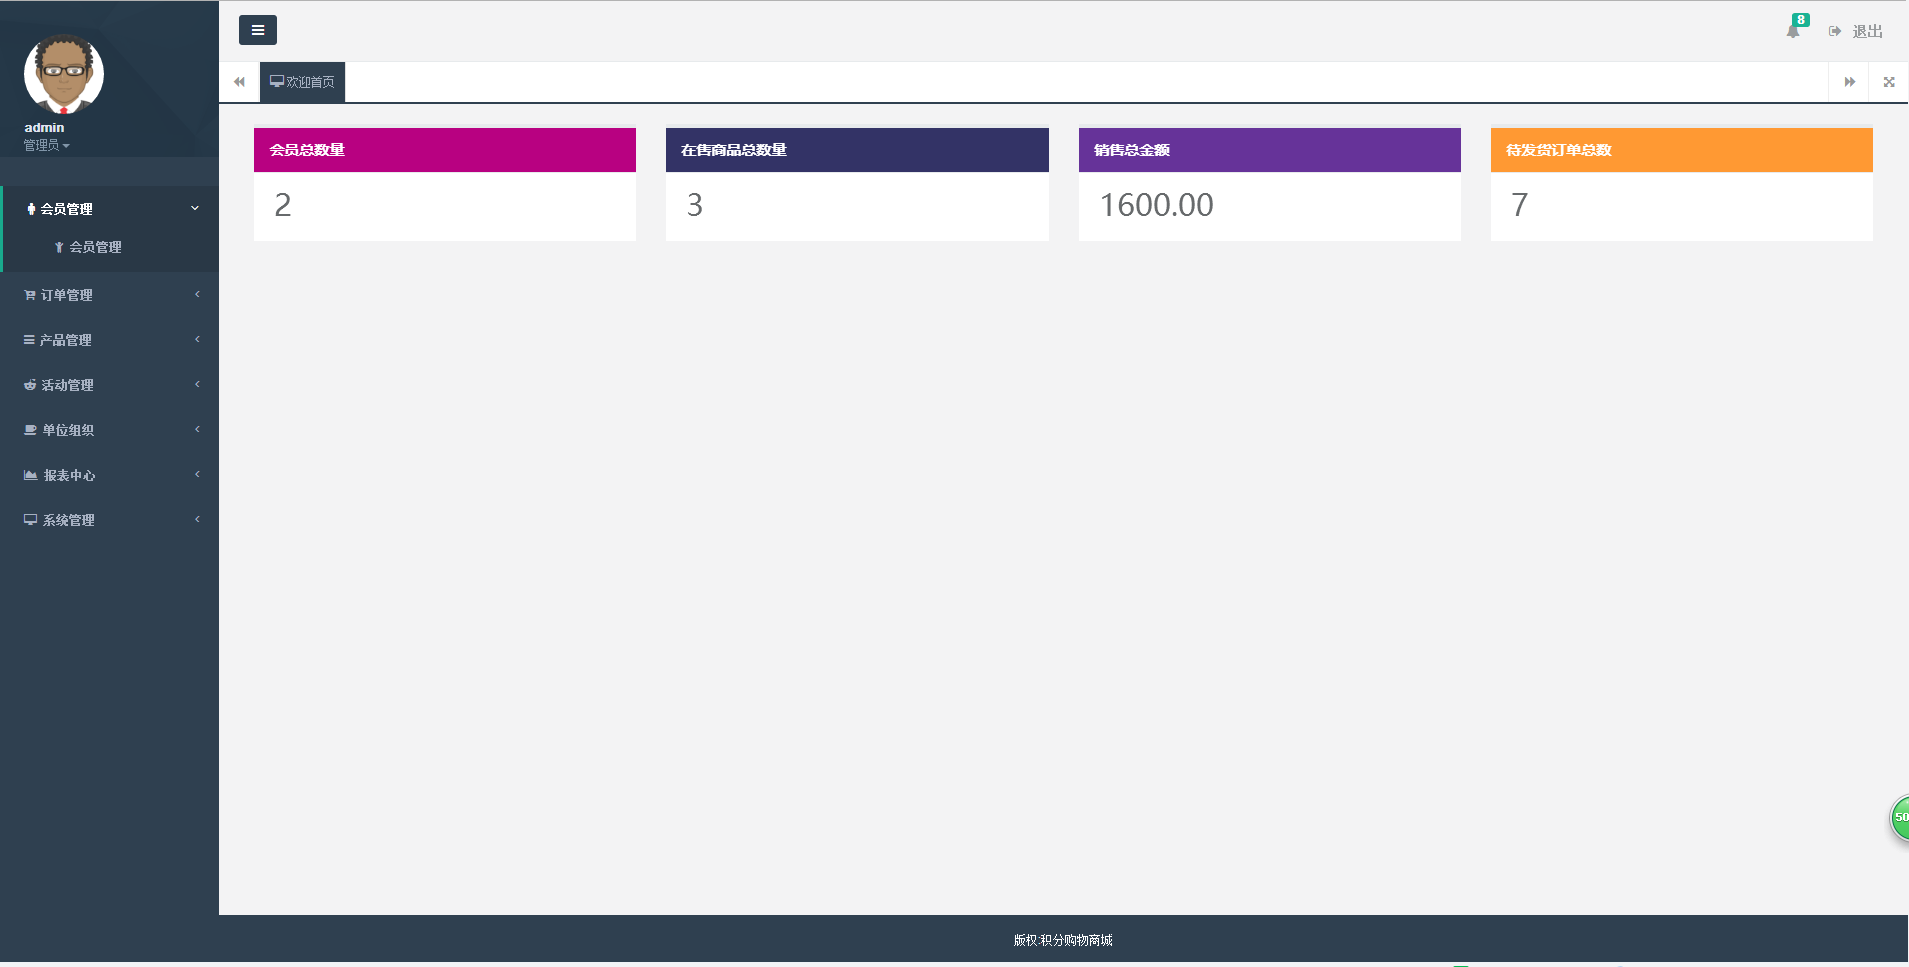 admin
管理员
会员管理
会员管理
订单管理
产品管理
活动管理
单位组织
报表中心
系统管理
8
退出
欢迎首页
会员总数量
2
在售商品总数量
3
销售总金额
1600.00
待发货订单总数
7
50
版权:积分购物商城